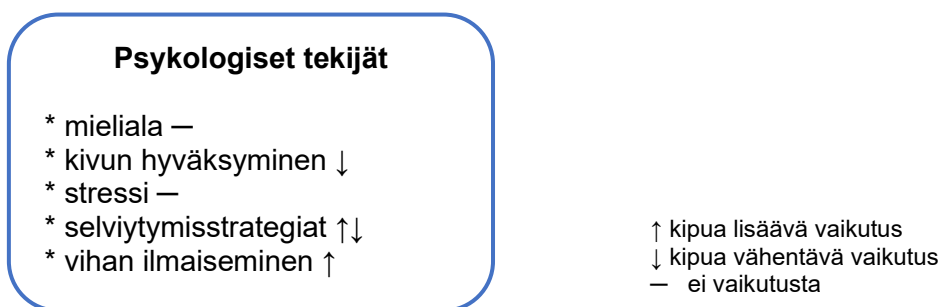 Psykologiset tekijät
* mieliala ─
* kivun hyväksyminen ↓
* stressi ─
* selviytymisstrategiat ↑↓
* vihan ilmaiseminen ↑
↑ kipua lisäävä vaikutus
↓ kipua vähentävä vaikutus
─ ei vaikutusta